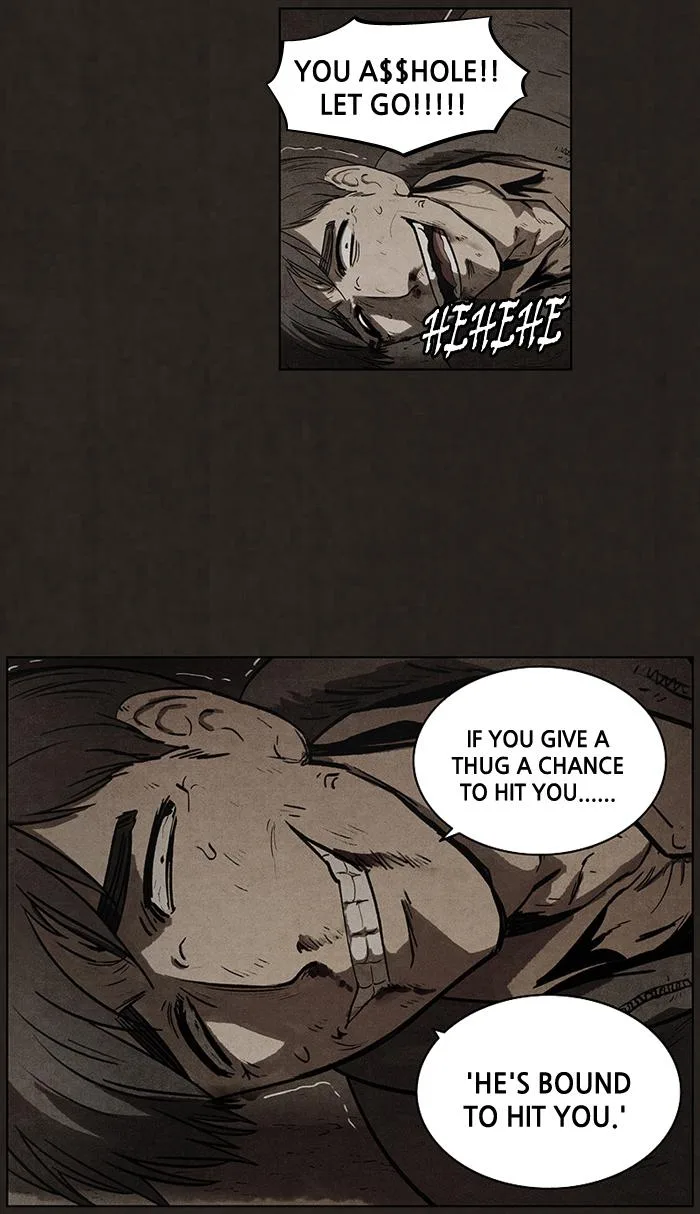 YOU A$$HOLE!!
LET GO!!!!!
HEHEHE
IF YOU GIVE A
THUG A CHANCE
TO HIT YOU......
'HE'S BOUND
TO HIT YOU.'